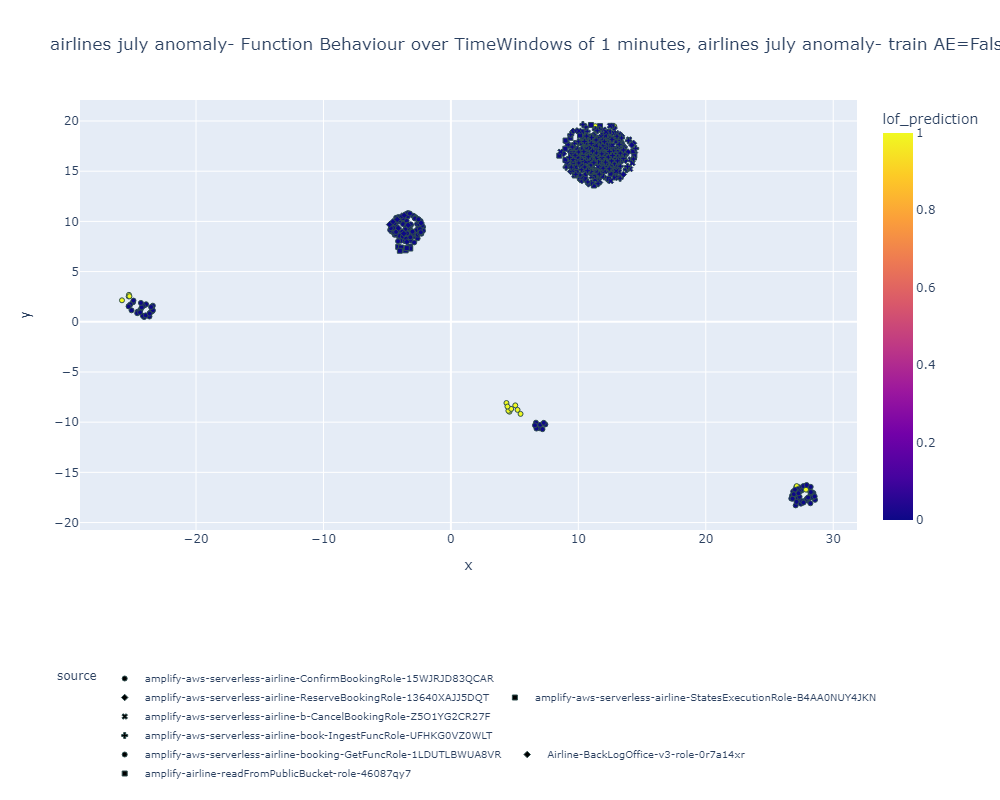 airlines july anomaly- Function Behaviour over TimeWindows of 1 minutes, airlines july anomaly- train AE=Fals
lof_prediction
1
0.8
0.6
0.4
0.2
0
20
15
10
5
0
−5
−10
−15
−20
y
−20
−10
0
10
20
30
x
source
amplify-aws-serverless-airline-ConfirmBookingRole-15WJRJD83QCAR
amplify-aws-serverless-airline-ReserveBookingRole-13640XAJJ5DQT amplify-aws-serverless-airline-StatesExecutionRole-B4AA0NUY4JKN
amplify-aws-serverless-airline-b-CancelBookingRole-Z5O1YG2CR27F
amplify-aws-serverless-airline-book-IngestFuncRole-UFHKG0VZ0WLT
amplify-aws-serverless-airline-booking-GetFuncRole-1LDUTLBWUA8VR Airline-BackLogOffice-v3-role-0r7a14xr
amplify-airline-readFromPublicBucket-role-46087qy7